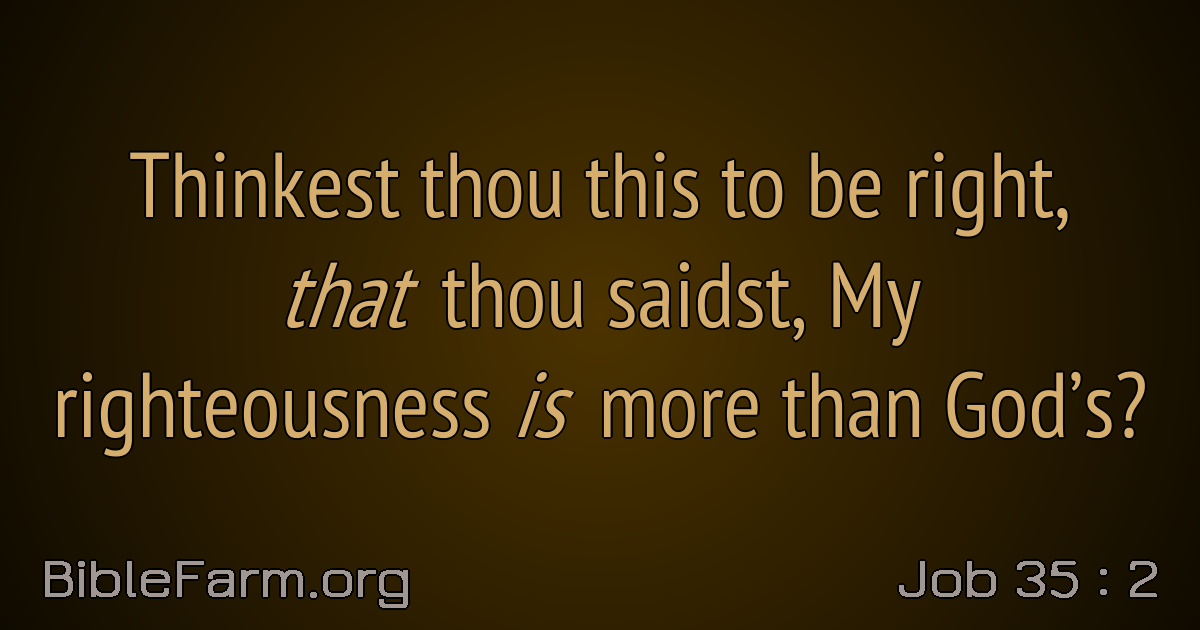 Thinkest thou this to be right,
that thou saidst, My
righteousness is more than God’s?
BibleFarm.org
Job 35 : 2